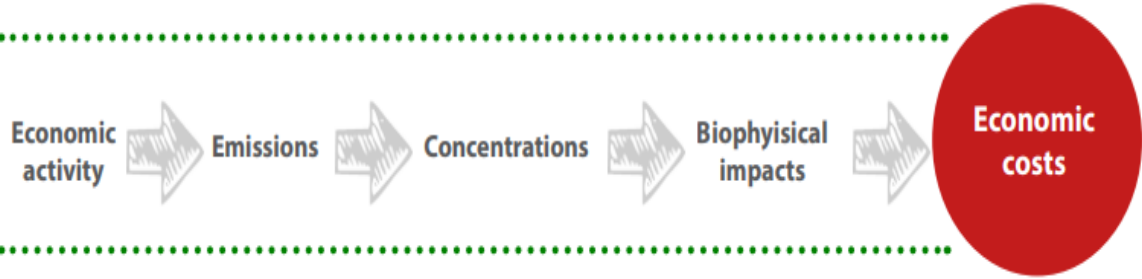 Economic
activity
Emissions
Concentrations
Biophyisical
impacts
Economic
costs